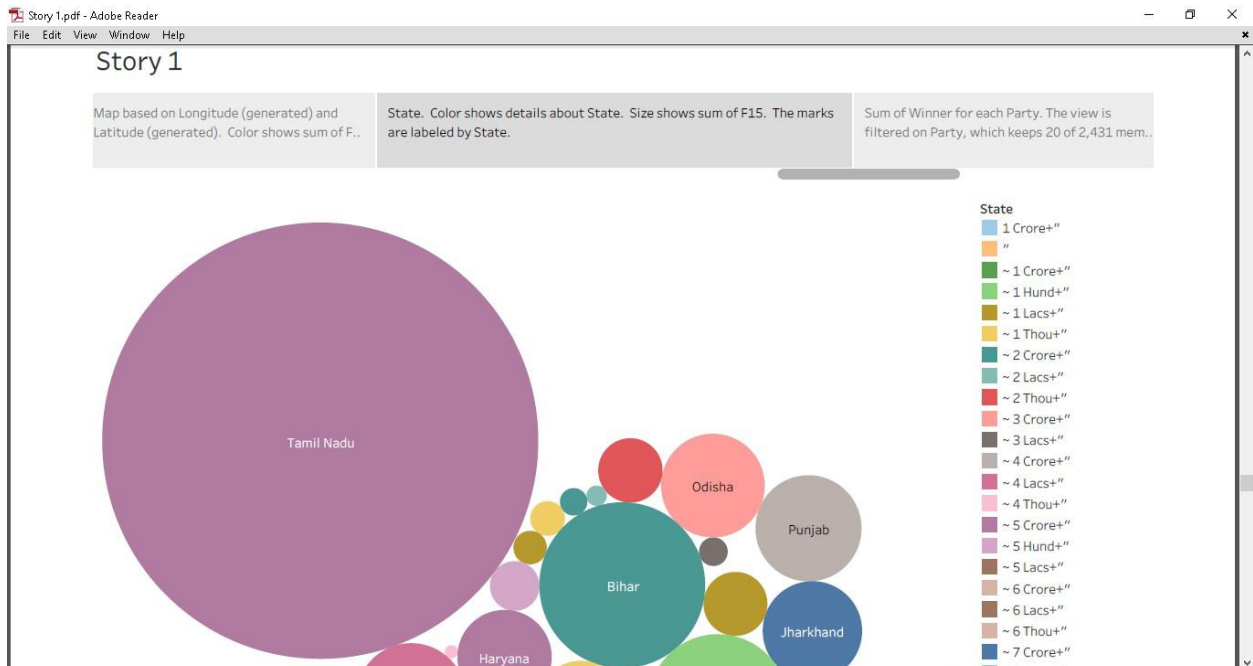 Story 1.pdf - Adobe Reader
File Edit View Window Help
Story 1
Map based on Longitude (generated) and
Latitude (generated). Color shows sum of F..
State. Color shows details about State. Size shows sum of F15. The marks
are labeled by State.
Sum of Winner for each Party. The view is
filtered on Party, which keeps 20 of 2,431 mem..
Tamil Nadu
Odisha
Punjab
Bihar
Jharkhand
Haryana
State
1 Crore+"
"
~ 1 Crore+"
~ 1 Hund+"
~ 1 Lacs+"
~ 1 Thou+"
~ 2 Crore+"
~ 2 Lacs+"
~ 2 Thou+"
~ 3 Crore+"
~ 3 Lacs+"
~ 4 Crore+"
~ 4 Lacs+"
~ 4 Thou+"
~ 5 Crore+"
~ 5 Hund+"
~ 5 Lacs+"
~ 6 Crore+"
~ 6 Lacs+"
~ 6 Thou+"
~ 7 Crore+"